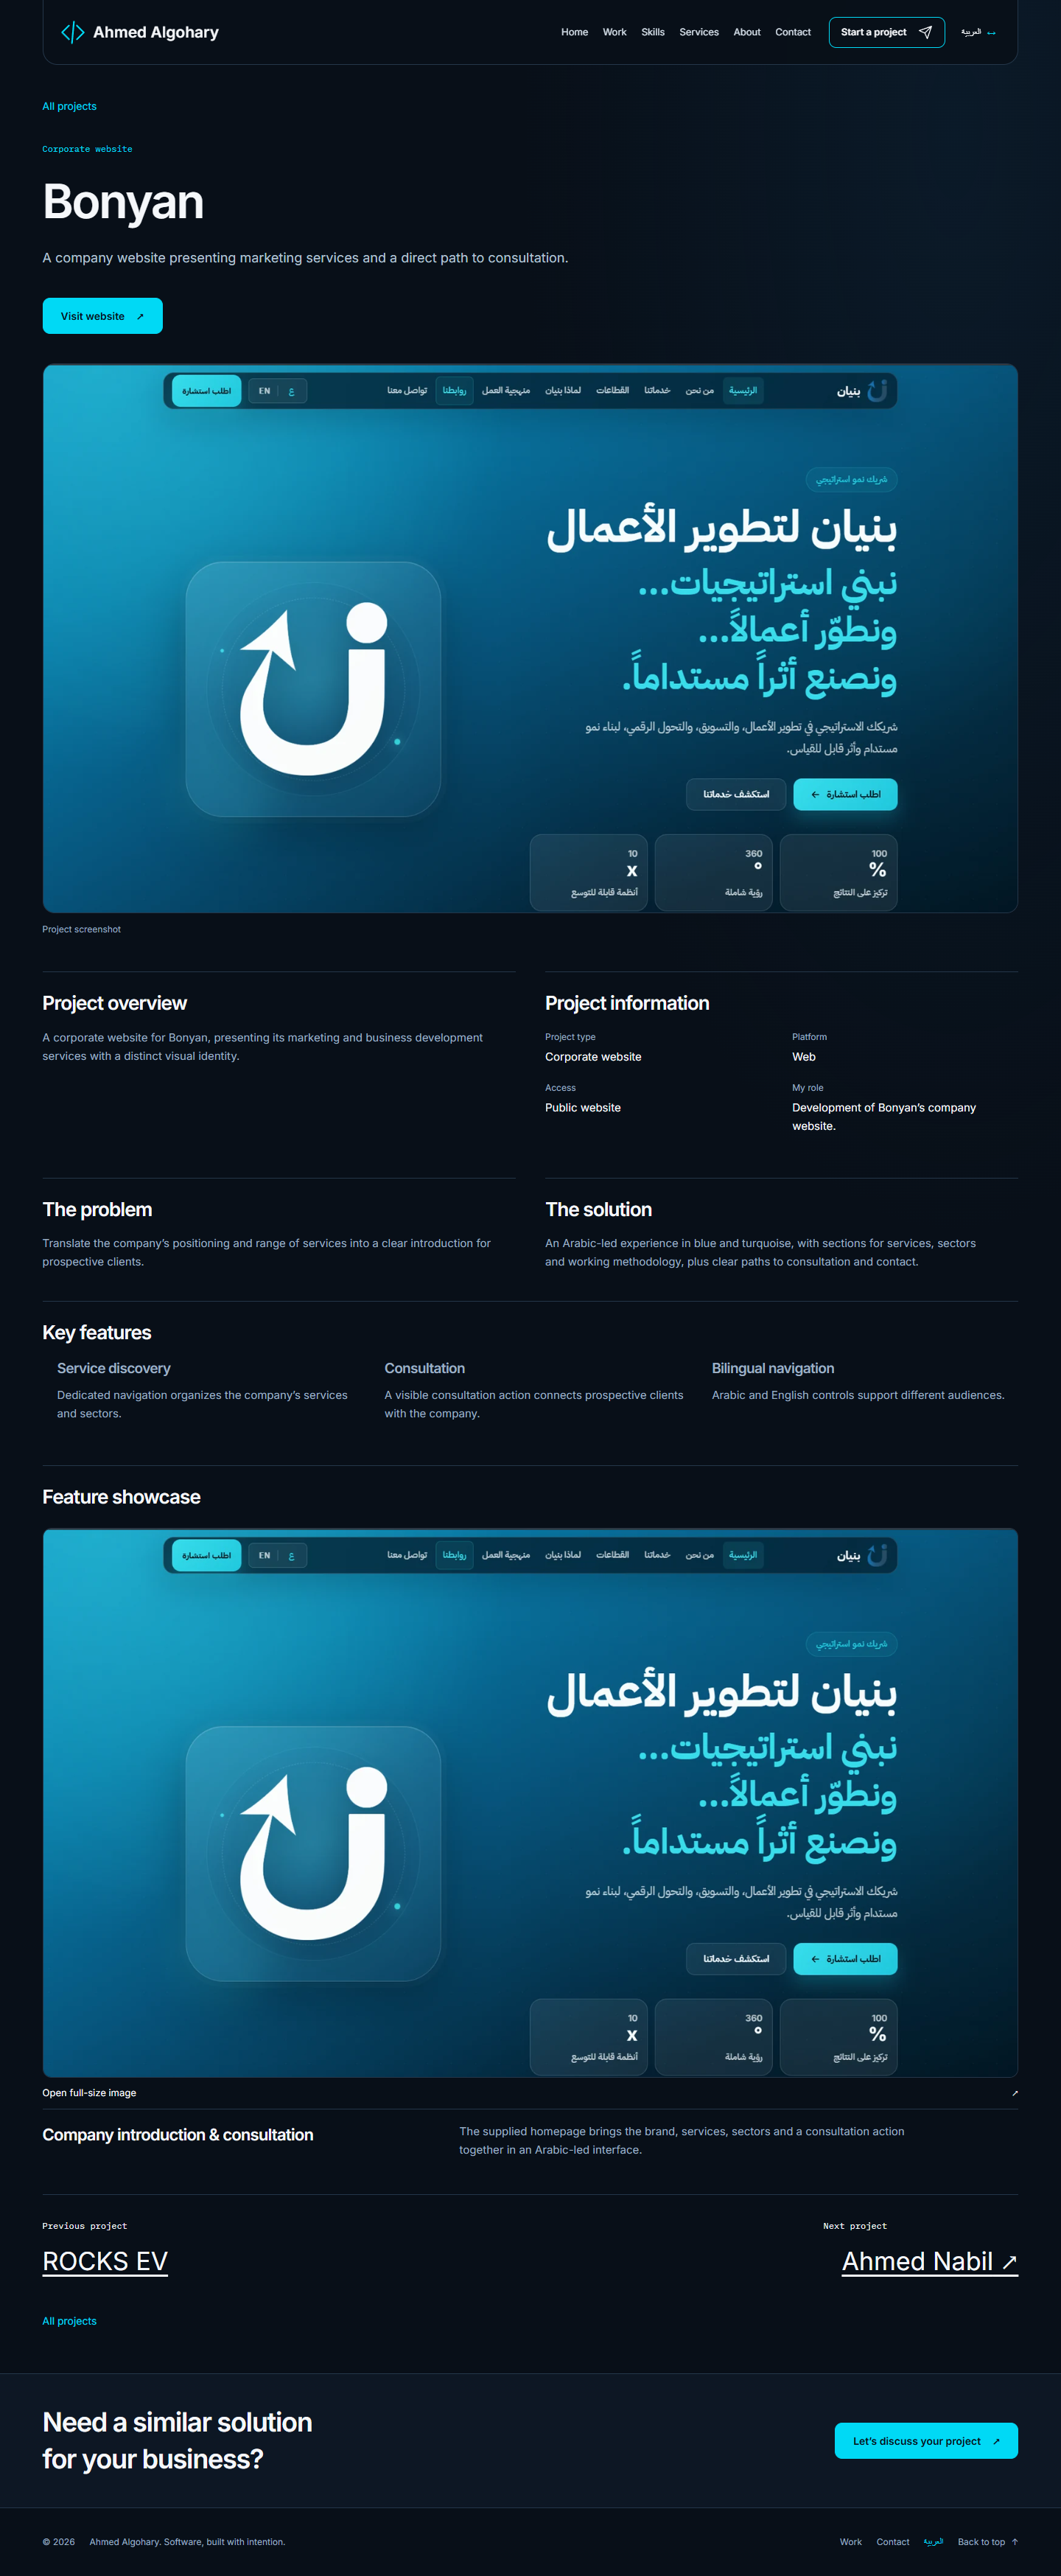 Ahmed Algohary
Home Work Skills Services About Contact Start a project العربية
All projects
Corporate website
Bonyan
A company website presenting marketing services and a direct path to consultation.
Visit website ↗
بنيان الرئيسية من نحن خدماتنا القطاعات لماذا بنيان منهجية العمل روابطنا تواصل معنا ع EN اطلب استشارة
شريك نمو استراتيجي
بنيان لتطوير الأعمال
نبني استراتيجيات...
ونطوّر أعمالاً...
ونصنع أثراً مستداماً.
شريكك الاستراتيجي في تطوير الأعمال، والتسويق، والتحول الرقمي، لبناء نمو
مستدام وأثر قابل للقياس.
اطلب استشارة ← استكشف خدماتنا
100 360 10
% ° x
تركيز على النتائج رؤية شاملة أنظمة قابلة للتوسع
Project screenshot
Project overview
A corporate website for Bonyan, presenting its marketing and business development
services with a distinct visual identity.
Project information
Project type
Corporate website
Platform
Web
Access
Public website
My role
Development of Bonyan’s company
website.
The problem
Translate the company’s positioning and range of services into a clear introduction for
prospective clients.
The solution
An Arabic-led experience in blue and turquoise, with sections for services, sectors
and working methodology, plus clear paths to consultation and contact.
Key features
Service discovery
Dedicated navigation organizes the company’s services
and sectors.
Consultation
A visible consultation action connects prospective clients
with the company.
Bilingual navigation
Arabic and English controls support different audiences.
Feature showcase
بنيان الرئيسية من نحن خدماتنا القطاعات لماذا بنيان منهجية العمل روابطنا تواصل معنا ع EN اطلب استشارة
شريك نمو استراتيجي
بنيان لتطوير الأعمال
نبني استراتيجيات...
ونطوّر أعمالاً...
ونصنع أثراً مستداماً.
شريكك الاستراتيجي في تطوير الأعمال، والتسويق، والتحول الرقمي، لبناء نمو
مستدام وأثر قابل للقياس.
اطلب استشارة ← استكشف خدماتنا
100 360 10
% ° x
تركيز على النتائج رؤية شاملة أنظمة قابلة للتوسع
Open full-size image ↗
Company introduction & consultation
The supplied homepage brings the brand, services, sectors and a consultation action
together in an Arabic-led interface.
Previous project
ROCKS EV
Next project
Ahmed Nabil ↗
All projects
Need a similar solution
for your business?
Let’s discuss your project ↗
© 2026 Ahmed Algohary. Software, built with intention.
Work Contact العربية Back to top ↑